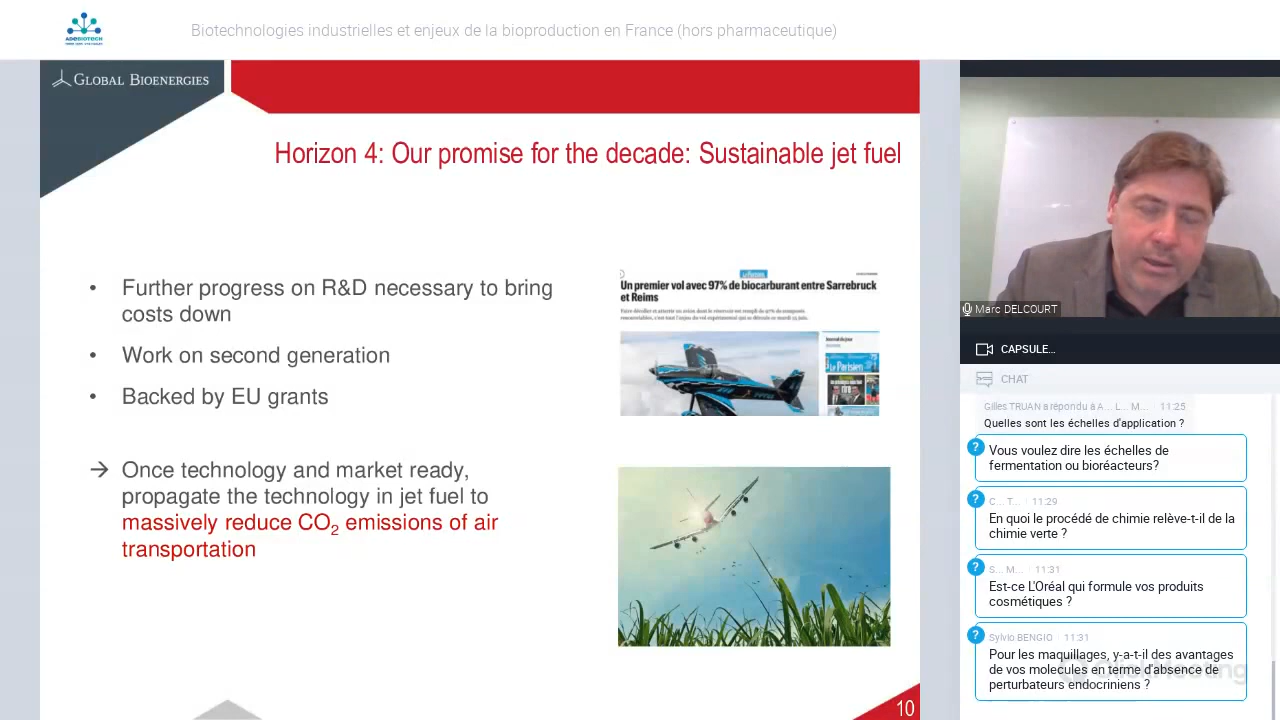 ADEBIOTECH
Biotechnologies industrielles et enjeux de la bioproduction en France (hors pharmaceutique)
GLOBAL BIOENERGIES
Horizon 4: Our promise for the decade: Sustainable jet fuel
• Further progress on R&D necessary to bring
costs down
• Work on second generation
• Backed by EU grants
→ Once technology and market ready,
propagate the technology in jet fuel to
massively reduce CO2 emissions of air
transportation
Un premier vol avec 97% de biocarburant entre Sarrebruck
et Reims
Journal du jour
Le Parisien
10
Marc DELCOURT
CAPSULE...
CHAT
Gilles TRUAN a répondu à A... L... M... 11:25
Quelles sont les échelles d'application ?
?
Vous voulez dire les échelles de
fermentation ou bioréacteurs?
?
C... T... 11:29
En quoi le procédé de chimie relève-t-il de la
chimie verte ?
?
S... M... 11:31
Est-ce L'Oréal qui formule vos produits
cosmétiques ?
?
Sylvio BENGIO 11:31
Pour les maquillages, y-a-t-il des avantages
de vos molécules en terme d'absence de
perturbateurs endocriniens ?